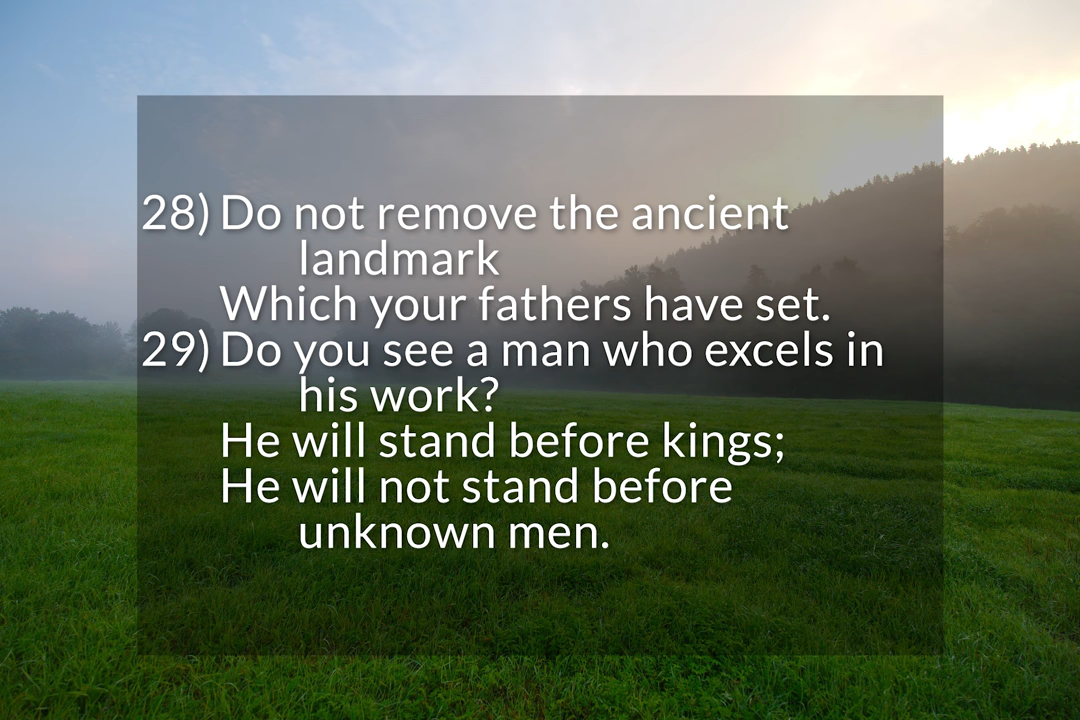 28) Do not remove the ancient
landmark
Which your fathers have set.
29) Do you see a man who excels in
his work?
He will stand before kings;
He will not stand before
unknown men.